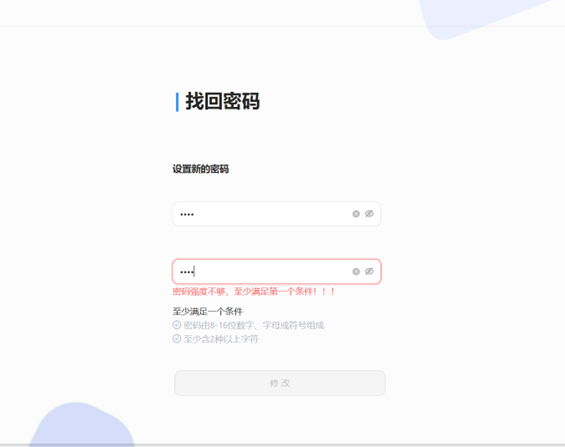 找回密码
设置新的密码
••••
••••
密码强度不够，至少满足第一个条件！！！
至少满足一个条件
密码由8-16位数字、字母或符号组成
至少含2种以上字符
修 改